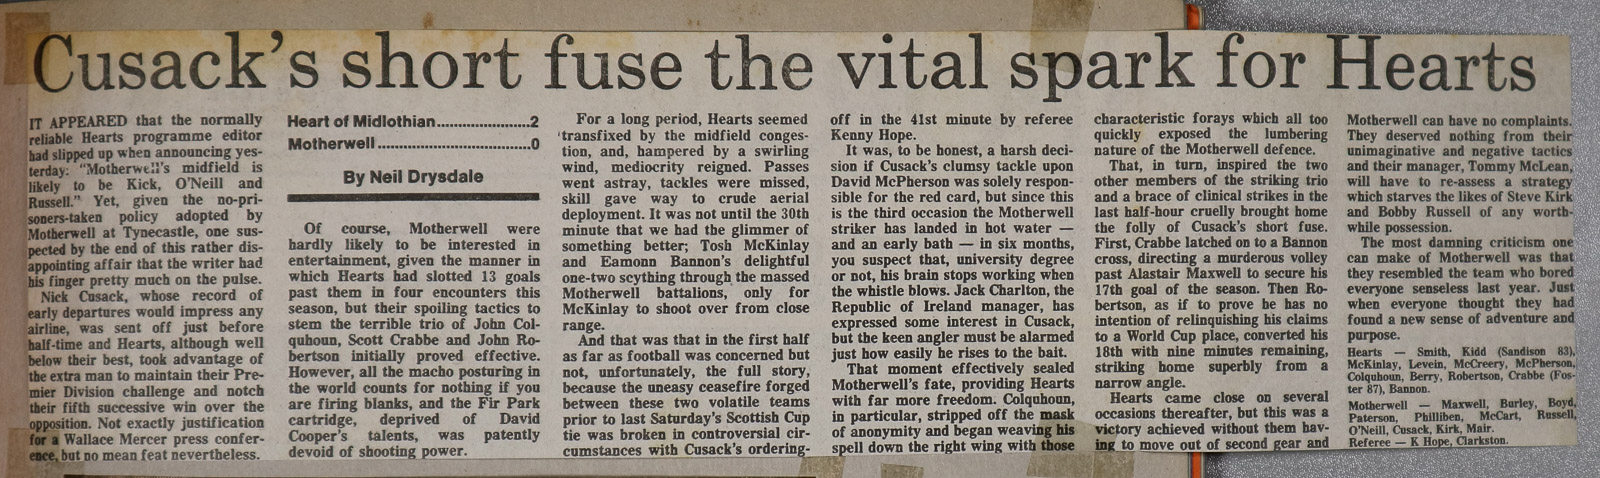 Cusack's short fuse the vital spark for Hearts
IT APPEARED that the normally
reliable Hearts programme editor
had slipped up when announcing yes-
terday: "Motherwell's midfield is
likely to be Kick, O'Neill and
Russell." Yet, given the no-pri-
soners-taken policy adopted by
Motherwell at Tynecastle, one sus-
pected by the end of this rather dis-
appointing affair that the writer had
his finger pretty much on the pulse.
Nick Cusack, whose record of
early departures would impress any
airline, was sent off just before
half-time and Hearts, although well
below their best, took advantage of
the extra man to maintain their Pre-
mier Division challenge and notch
their fifth successive win over the
opposition. Not exactly justification
for a Wallace Mercer press confer-
ence, but no mean feat nevertheless.
Heart of Midlothian..............................2
Motherwell..........................................0
By Neil Drysdale
Of course, Motherwell were
hardly likely to be interested in
entertainment, given the manner in
which Hearts had slotted 13 goals
past them in four encounters this
season, but their spoiling tactics to
stem the terrible trio of John Col-
quhoun, Scott Crabbe and John Ro-
bertson initially proved effective.
However, all the macho posturing in
the world counts for nothing if you
are firing blanks, and the Fir Park
cartridge, deprived of David
Cooper's talents, was patently
devoid of shooting power.
For a long period, Hearts seemed
transfixed by the midfield conges-
tion, and, hampered by a swirling
wind, mediocrity reigned. Passes
went astray, tackles were missed,
skill gave way to crude aerial
deployment. It was not until the 30th
minute that we had the glimmer of
something better; Tosh McKinlay
and Eamonn Bannon's delightful
one-two scything through the massed
Motherwell battalions, only for
McKinlay to shoot over from close
range.
And that was that in the first half
as far as football was concerned but
not, unfortunately, the full story,
because the uneasy ceasefire forged
between these two volatile teams
prior to last Saturday's Scottish Cup
tie was broken in controversial cir-
cumstances with Cusack's ordering-
off in the 41st minute by referee
Kenny Hope.
It was, to be honest, a harsh deci-
sion if Cusack's clumsy tackle upon
David McPherson was solely respon-
sible for the red card, but since this
is the third occasion the Motherwell
striker has landed in hot water —
and an early bath — in six months,
you suspect that, university degree
or not, his brain stops working when
the whistle blows. Jack Charlton, the
Republic of Ireland manager, has
expressed some interest in Cusack,
but the keen angler must be alarmed
just how easily he rises to the bait.
That moment effectively sealed
Motherwell's fate, providing Hearts
with far more freedom. Colquhoun,
in particular, stripped off the mask
of anonymity and began weaving his
spell down the right wing with those
characteristic forays which all too
quickly exposed the lumbering
nature of the Motherwell defence.
That, in turn, inspired the two
other members of the striking trio
and a brace of clinical strikes in the
last half-hour cruelly brought home
the folly of Cusack's short fuse.
First, Crabbe latched on to a Bannon
cross, directing a murderous volley
past Alastair Maxwell to secure his
17th goal of the season. Then Ro-
bertson, as if to prove he has no
intention of relinquishing his claims
to a World Cup place, converted his
18th with nine minutes remaining,
striking home superbly from a
narrow angle.
Hearts came close on several
occasions thereafter, but this was a
victory achieved without them hav-
ing to move out of second gear and
Motherwell can have no complaints.
They deserved nothing from their
unimaginative and negative tactics
and their manager, Tommy McLean,
will have to re-assess a strategy
which starves the likes of Steve Kirk
and Bobby Russell of any worth-
while possession.
The most damning criticism one
can make of Motherwell was that
they resembled the team who bored
everyone senseless last year. Just
when everyone thought they had
found a new sense of adventure and
purpose.
Hearts — Smith, Kidd (Sandison 83),
McKinlay, Levein, McCreery, McPherson,
Colquhoun, Berry, Robertson, Crabbe (Fos-
ter 87), Bannon.
Motherwell — Maxwell, Burley, Boyd,
Paterson, Philliben, McCart, Russell,
O'Neill, Cusack, Kirk, Mair.
Referee — K Hope, Clarkston.